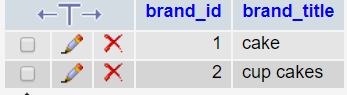 brand_id brand_title
1 cake
2 cup cakes